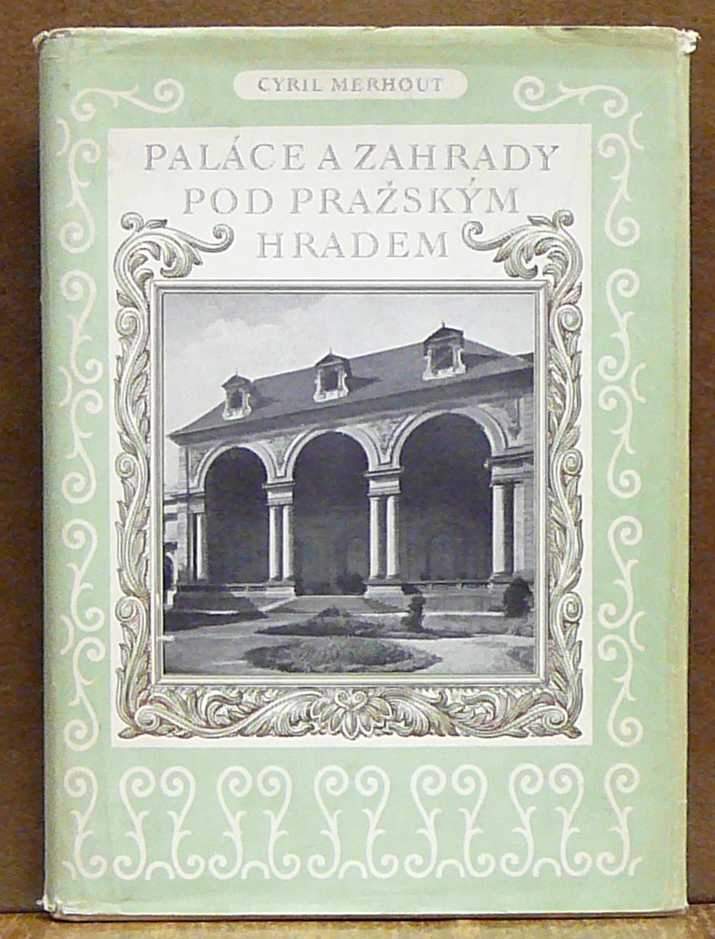 CYRIL MERHOUT
PALÁCE A ZAHRADY
POD PRAŽSKÝM
HRADEM